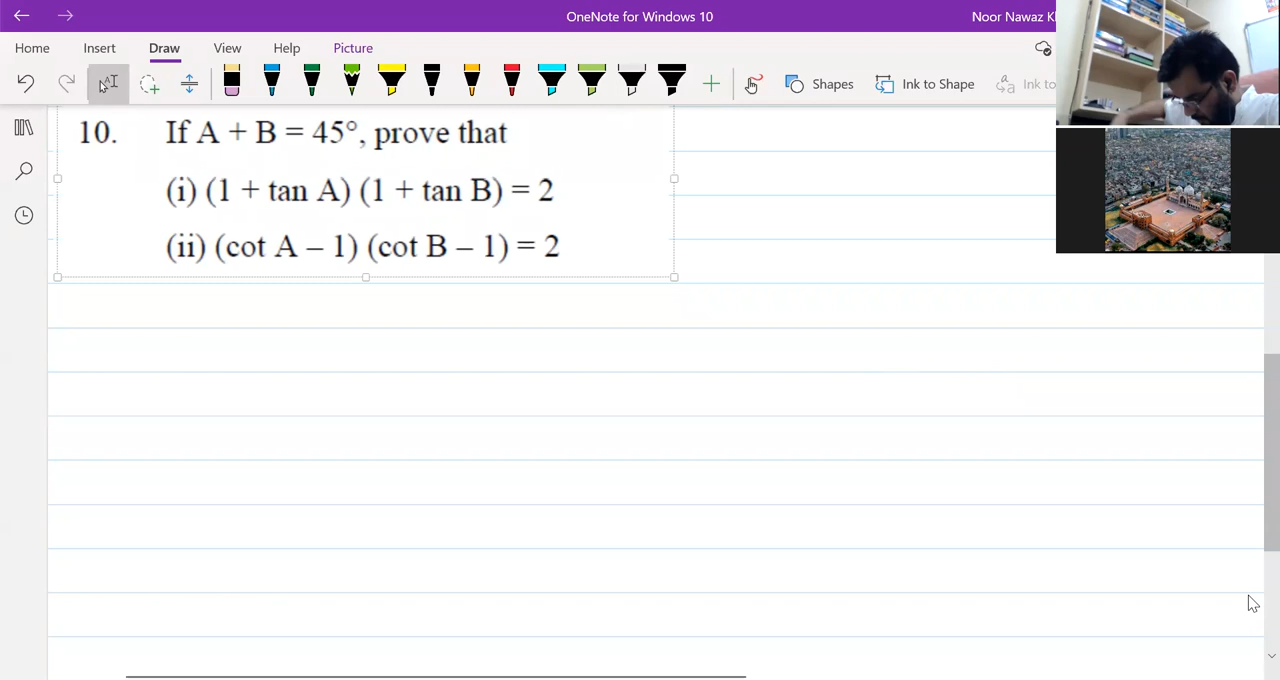 OneNote for Windows 10
Noor Nawaz Kh
Home Insert Draw View Help Picture
Shapes Ink to Shape Ink to
10. If A + B = 45°, prove that
(i) (1 + tan A) (1 + tan B) = 2
(ii) (cot A – 1) (cot B – 1) = 2